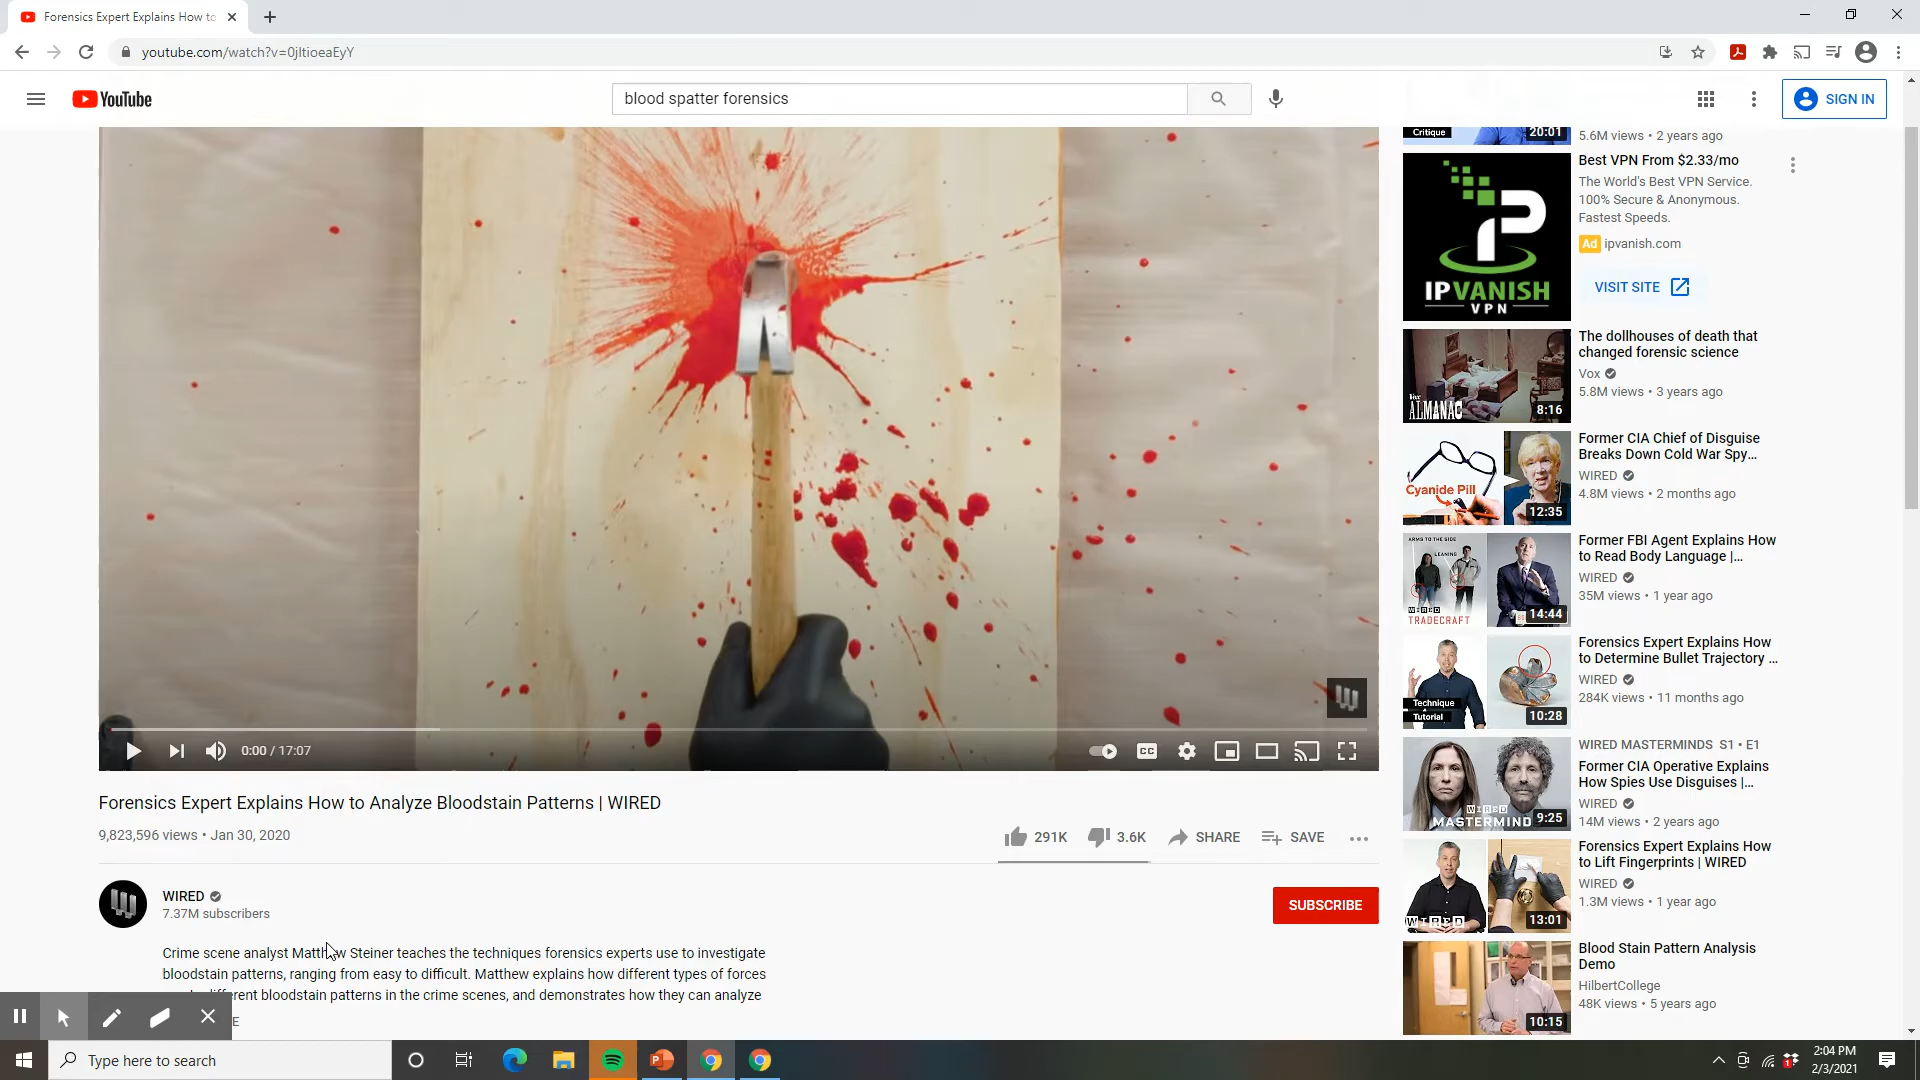 Forensics Expert Explains How to
youtube.com/watch?v=0jItioeaEyY
YouTube
blood spatter forensics
SIGN IN
0:00 / 17:07
CC
Forensics Expert Explains How to Analyze Bloodstain Patterns | WIRED
9,823,596 views • Jan 30, 2020
291K
3.6K
SHARE
SAVE
WIRED
7.37M subscribers
SUBSCRIBE
Crime scene analyst Matthew Steiner teaches the techniques forensics experts use to investigate
bloodstain patterns, ranging from easy to difficult. Matthew explains how different types of forces
bloodstain patterns in the crime scenes, and demonstrates how they can analyze
Critique
20:01
5.6M views • 2 years ago
IPVANISH
VPN
Best VPN From $2.33/mo
The World's Best VPN Service.
100% Secure & Anonymous.
Fastest Speeds.
Ad ipvanish.com
VISIT SITE
Vox
ALMANAC
8:16
The dollhouses of death that
changed forensic science
Vox
5.8M views • 3 years ago
Cyanide Pill
12:35
Former CIA Chief of Disguise
Breaks Down Cold War Spy...
WIRED
4.8M views • 2 months ago
ARMS TO THE SIDE
LEANING
WIRED
TRADECRAFT
14:44
Former FBI Agent Explains How
to Read Body Language |...
WIRED
35M views • 1 year ago
Technique
Tutorial
10:28
Forensics Expert Explains How
to Determine Bullet Trajectory ...
WIRED
284K views • 11 months ago
WIRED
MASTERMIND
9:25
WIRED MASTERMINDS S1 • E1
Former CIA Operative Explains
How Spies Use Disguises |...
WIRED
14M views • 2 years ago
WIRED
13:01
Forensics Expert Explains How
to Lift Fingerprints | WIRED
WIRED
1.3M views • 1 year ago
10:15
Blood Stain Pattern Analysis
Demo
HilbertCollege
48K views • 5 years ago
Type here to search
2:04 PM
2/3/2021